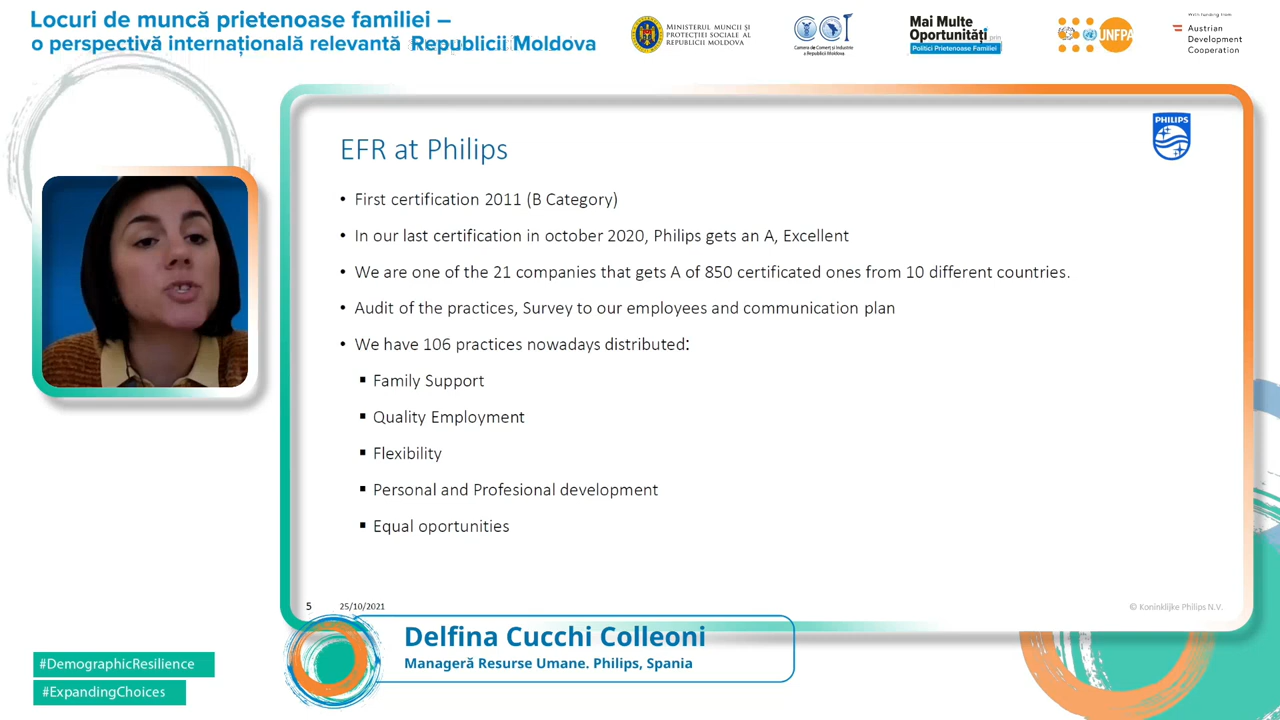 Locuri de muncă prietenoase familiei –
o perspectivă internațională relevantă Republicii Moldova
MINISTERUL MUNCII ȘI
PROTECȚIEI SOCIALE AL
REPUBLICII MOLDOVA
Camera de Comerț și Industrie
a Republicii Moldova
Mai Multe
Oportunități prin
Politici Prietenoase Familiei
UNFPA
With funding from
Austrian
Development
Cooperation
PHILIPS
EFR at Philips
• First certification 2011 (B Category)
• In our last certification in october 2020, Philips gets an A, Excellent
• We are one of the 21 companies that gets A of 850 certificated ones from 10 different countries.
• Audit of the practices, Survey to our employees and communication plan
• We have 106 practices nowadays distributed:
▪ Family Support
▪ Quality Employment
▪ Flexibility
▪ Personal and Profesional development
▪ Equal oportunities
5 25/10/2021
© Koninklijke Philips N.V.
Delfina Cucchi Colleoni
Manageră Resurse Umane. Philips, Spania
#DemographicResilience
#ExpandingChoices